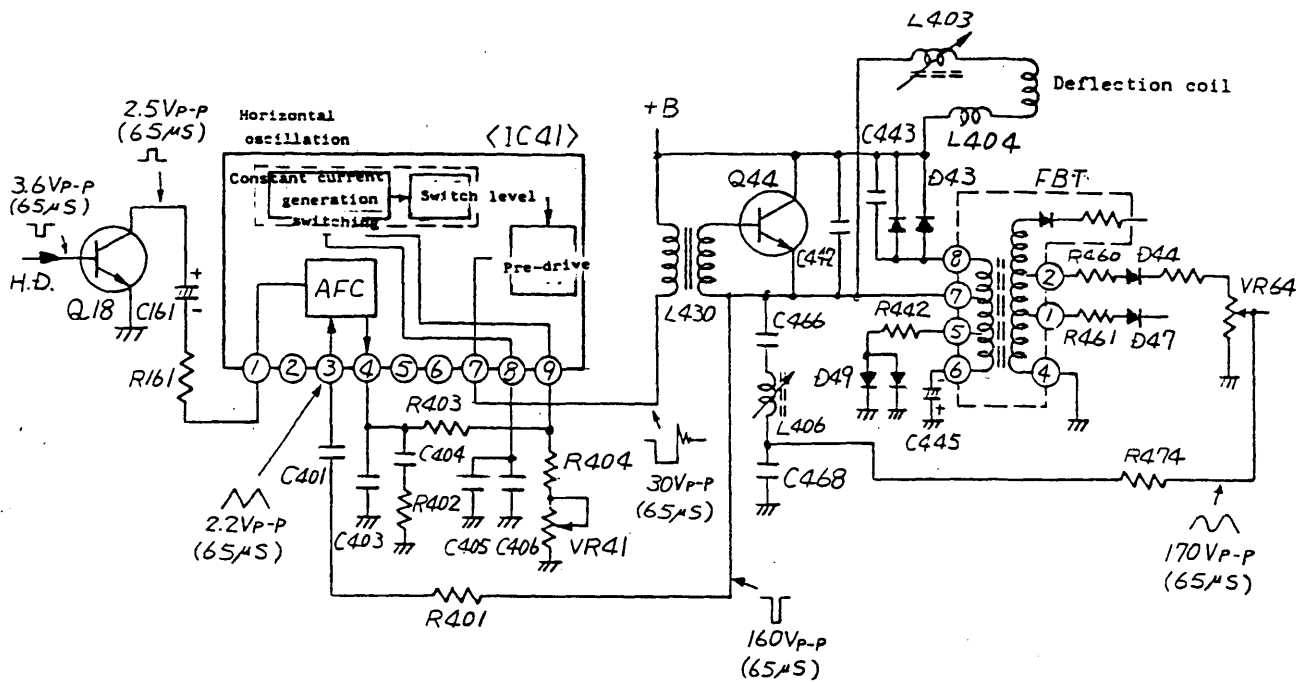 L403
Deflection coil
L404
2.5VP-P
(65μS)
Horizontal
oscillation
<IC41>
+B
C443
D43
FBT
3.6VP-P
(65μS)
H.D.
Q18
C161
+
-
R161
Constant current
generation
switching
Switch level
Pre-drive
AFC
Q44
C442
L430
8
7
5
6
2
1
4
R460
D44
VR64
R461
D47
R442
D49
C445
-
+
C466
L406
C468
R474
1
2
3
4
5
6
7
8
9
R403
C401
C404
R404
R402
C403
C405
C406
VR41
2.2VP-P
(65μS)
30VP-P
(65μS)
R401
160VP-P
(65μS)
170VP-P
(65μS)